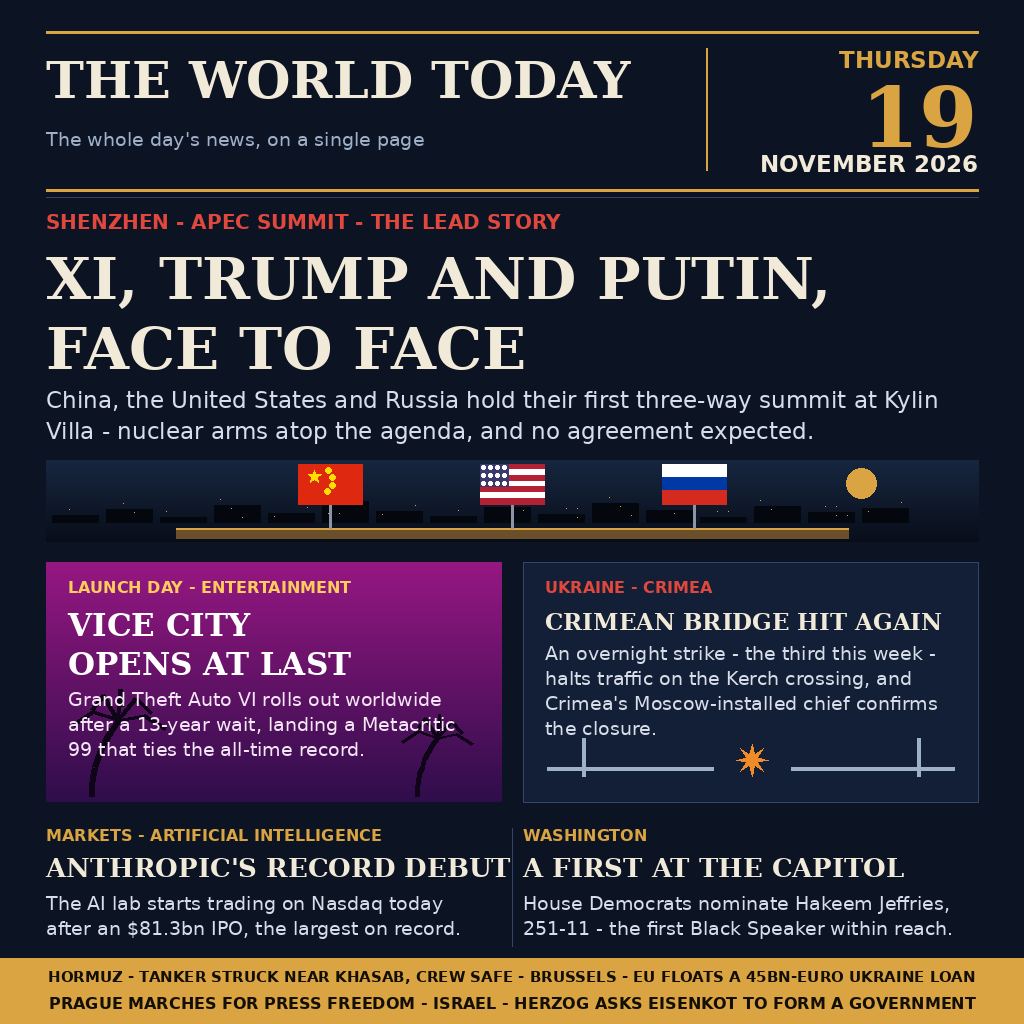 THE WORLD TODAY
The whole day's news, on a single page
THURSDAY
19
NOVEMBER 2026
SHENZHEN - APEC SUMMIT - THE LEAD STORY
XI, TRUMP AND PUTIN,
FACE TO FACE
China, the United States and Russia hold their first three-way summit at Kylin
Villa - nuclear arms atop the agenda, and no agreement expected.
LAUNCH DAY - ENTERTAINMENT
VICE CITY
OPENS AT LAST
Grand Theft Auto VI rolls out worldwide
after a 13-year wait, landing a Metacritic
99 that ties the all-time record.
UKRAINE - CRIMEA
CRIMEAN BRIDGE HIT AGAIN
An overnight strike - the third this week -
halts traffic on the Kerch crossing, and
Crimea's Moscow-installed chief confirms
the closure.
MARKETS - ARTIFICIAL INTELLIGENCE
ANTHROPIC'S RECORD DEBUT
The AI lab starts trading on Nasdaq today
after an $81.3bn IPO, the largest on record.
WASHINGTON
A FIRST AT THE CAPITOL
House Democrats nominate Hakeem Jeffries,
251-11 - the first Black Speaker within reach.
HORMUZ - TANKER STRUCK NEAR KHASAB, CREW SAFE - BRUSSELS - EU FLOATS A 45BN-EURO UKRAINE LOAN
PRAGUE MARCHES FOR PRESS FREEDOM - ISRAEL - HERZOG ASKS EISENKOT TO FORM A GOVERNMENT